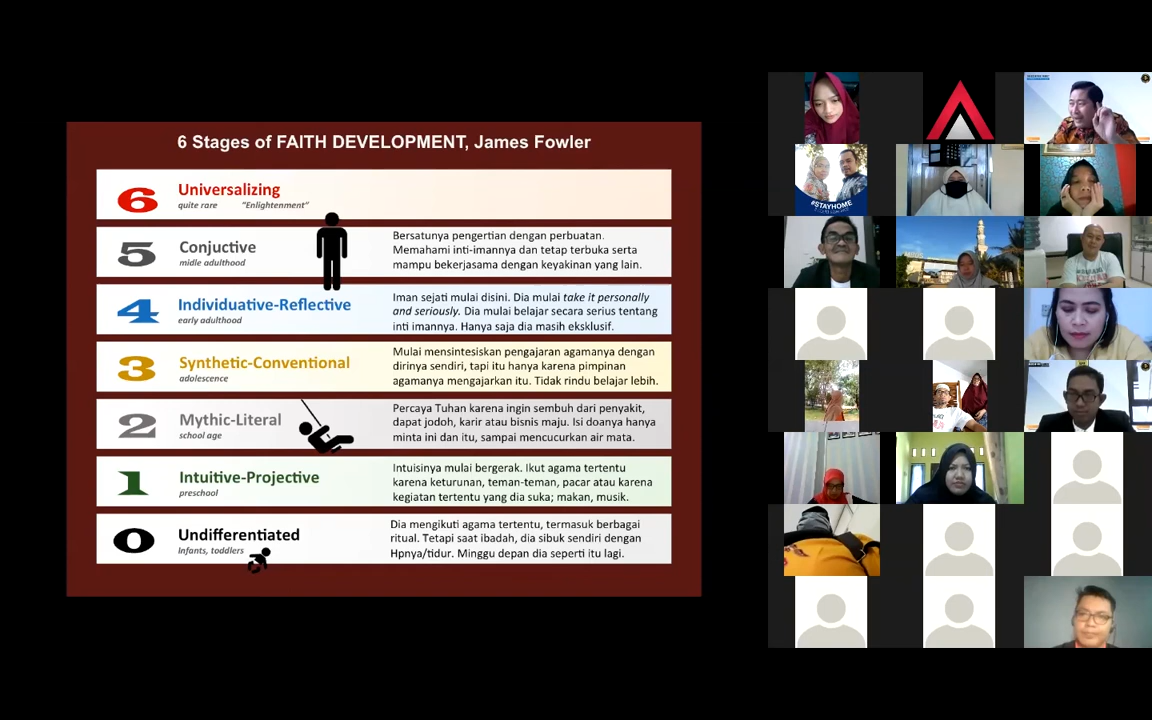 6 Stages of FAITH DEVELOPMENT, James Fowler
6
Universalizing
quite rare "Enlightenment"
5
Conjuctive
midle adulthood
Bersatunya pengertian dengan perbuatan.
Memahami inti-imannya dan tetap terbuka serta
mampu bekerjasama dengan keyakinan yang lain.
4
Individuative-Reflective
early adulthood
Iman sejati mulai disini. Dia mulai take it personally
and seriously. Dia mulai belajar secara serius tentang
inti imannya. Hanya saja dia masih eksklusif.
3
Synthetic-Conventional
adolescence
Mulai mensintesiskan pengajaran agamanya dengan
dirinya sendiri, tapi itu hanya karena pimpinan
agamanya mengajarkan itu. Tidak rindu belajar lebih.
2
Mythic-Literal
school age
Percaya Tuhan karena ingin sembuh dari penyakit,
dapat jodoh, karir atau bisnis maju. Isi doanya hanya
minta ini dan itu, sampai mencucurkan air mata.
1
Intuitive-Projective
preschool
Intuisinya mulai bergerak. Ikut agama tertentu
karena keturunan, teman-teman, pacar atau karena
kegiatan tertentu yang dia suka; makan, musik.
0
Undifferentiated
infants, toddlers
Dia mengikuti agama tertentu, termasuk berbagai
ritual. Tetapi saat ibadah, dia sibuk sendiri dengan
Hpnya/tidur. Minggu depan dia seperti itu lagi.
#STAYHOME